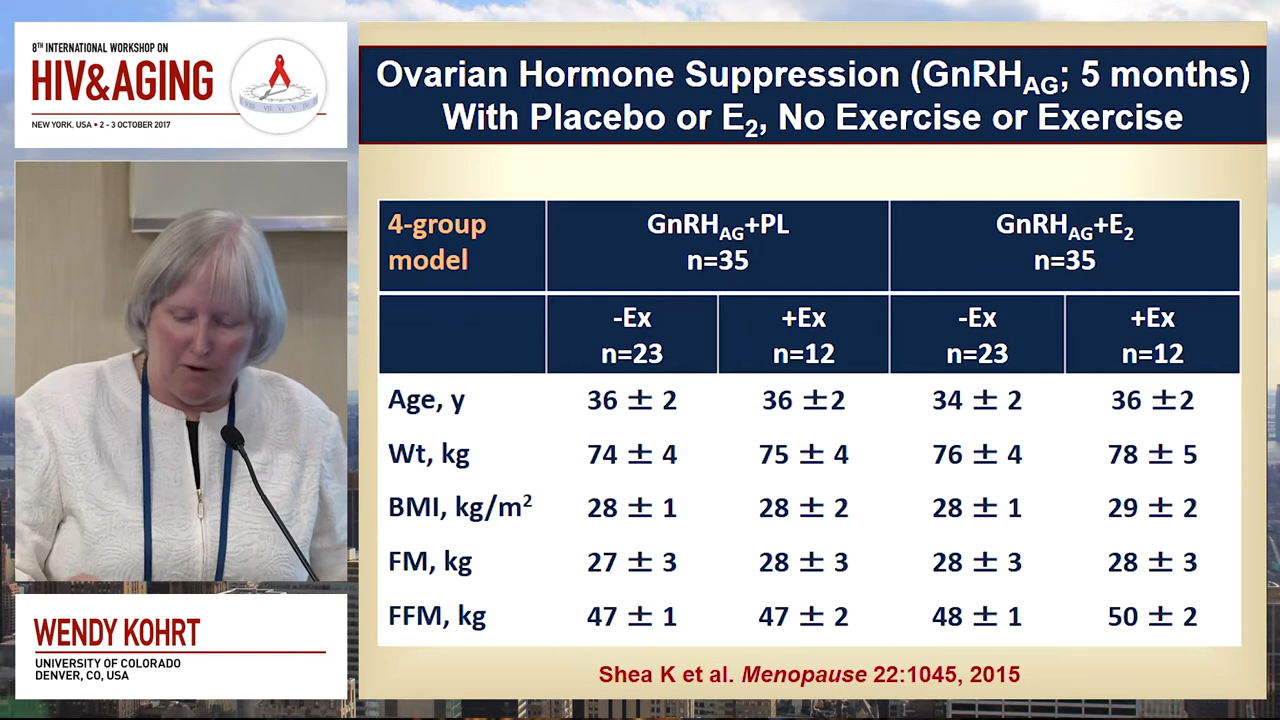 8TH INTERNATIONAL WORKSHOP ON
HIV&AGING
NEW YORK, USA • 2 - 3 OCTOBER 2017
WENDY KOHRT
UNIVERSITY OF COLORADO
DENVER, CO, USA
Ovarian Hormone Suppression (GnRHAG; 5 months)
With Placebo or E2, No Exercise or Exercise
4-group model GnRHAG+PL n=35 GnRHAG+E2 n=35
-Ex n=23 +Ex n=12 -Ex n=23 +Ex n=12
Age, y 36 ± 2 36 ±2 34 ± 2 36 ±2
Wt, kg 74 ± 4 75 ± 4 76 ± 4 78 ± 5
BMI, kg/m² 28 ± 1 28 ± 2 28 ± 1 29 ± 2
FM, kg 27 ± 3 28 ± 3 28 ± 3 28 ± 3
FFM, kg 47 ± 1 47 ± 2 48 ± 1 50 ± 2
Shea K et al. Menopause 22:1045, 2015